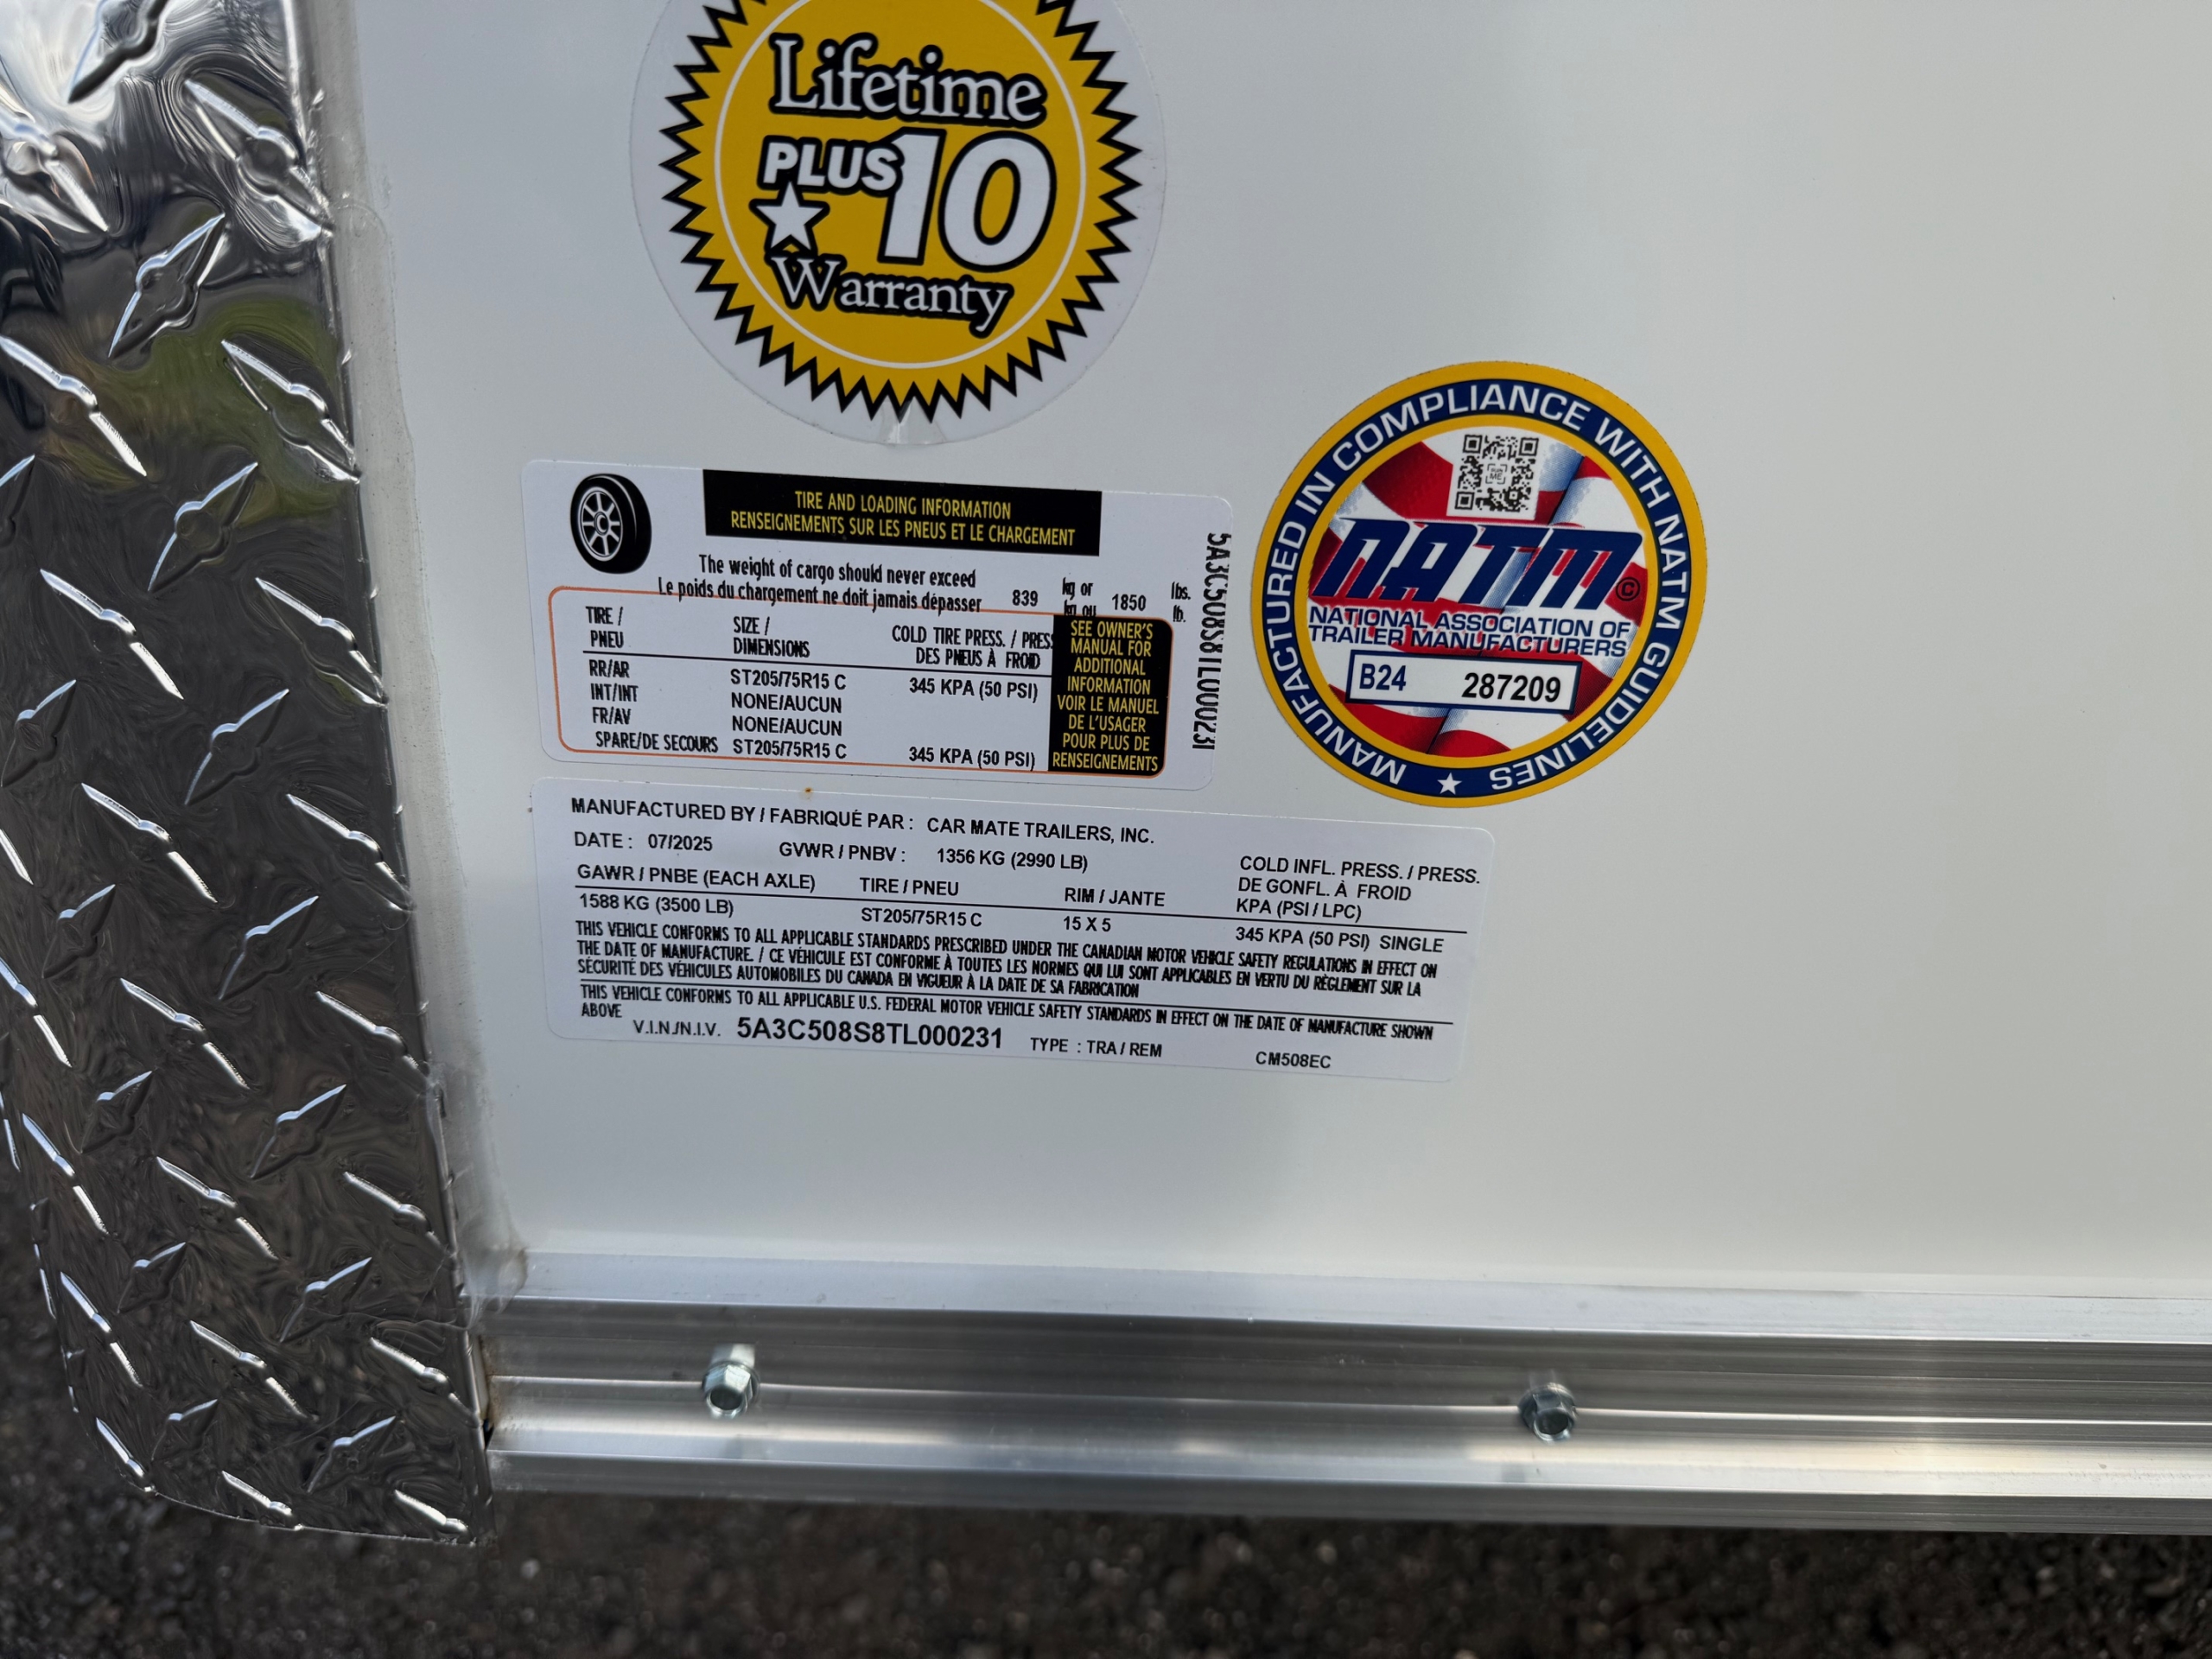 Lifetime
PLUS 10
Warranty
TIRE AND LOADING INFORMATION
RENSEIGNEMENTS SUR LES PNEUS ET LE CHARGEMENT
The weight of cargo should never exceed
Le poids du chargement ne doit jamais dépasser 839 kg or kg ou 1850 lbs. lb.
TIRE / PNEU SIZE / DIMENSIONS COLD TIRE PRESS. / PRESS DES PNEUS À FROID
RR/AR ST205/75R15 C 345 KPA (50 PSI)
INT/INT NONE/AUCUN
FR/AV NONE/AUCUN
SPARE/DE SECOURS ST205/75R15 C 345 KPA (50 PSI)
SEE OWNER'S
MANUAL FOR
ADDITIONAL
INFORMATION
VOIR LE MANUEL
DE L'USAGER
POUR PLUS DE
RENSEIGNEMENTS
5A3C508S8TL000231
MANUFACTURED IN COMPLIANCE WITH NATM GUIDELINES
NATM ©
NATIONAL ASSOCIATION OF
TRAILER MANUFACTURERS
B24 287209
MANUFACTURED BY / FABRIQUÉ PAR : CAR MATE TRAILERS, INC.
DATE : 07/2025 GVWR / PNBV : 1356 KG (2990 LB)
GAWR / PNBE (EACH AXLE) TIRE / PNEU RIM / JANTE COLD INFL. PRESS. / PRESS. DE GONFL. À FROID KPA (PSI / LPC)
1588 KG (3500 LB) ST205/75R15 C 15 X 5 345 KPA (50 PSI) SINGLE
THIS VEHICLE CONFORMS TO ALL APPLICABLE STANDARDS PRESCRIBED UNDER THE CANADIAN MOTOR VEHICLE SAFETY REGULATIONS IN EFFECT ON
THE DATE OF MANUFACTURE. / CE VÉHICULE EST CONFORME À TOUTES LES NORMES QUI LUI SONT APPLICABLES EN VERTU DU RÈGLEMENT SUR LA
SÉCURITÉ DES VÉHICULES AUTOMOBILES DU CANADA EN VIGUEUR À LA DATE DE SA FABRICATION
THIS VEHICLE CONFORMS TO ALL APPLICABLE U.S. FEDERAL MOTOR VEHICLE SAFETY STANDARDS IN EFFECT ON THE DATE OF MANUFACTURE SHOWN
ABOVE
V.I.N./N.I.V. 5A3C508S8TL000231 TYPE : TRA / REM CM508EC